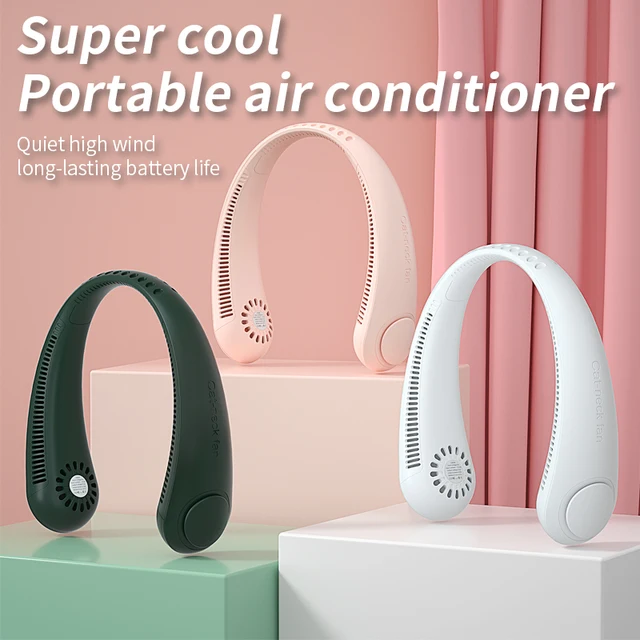 Super cool
Portable air conditioner
Quiet high wind
long-lasting battery life